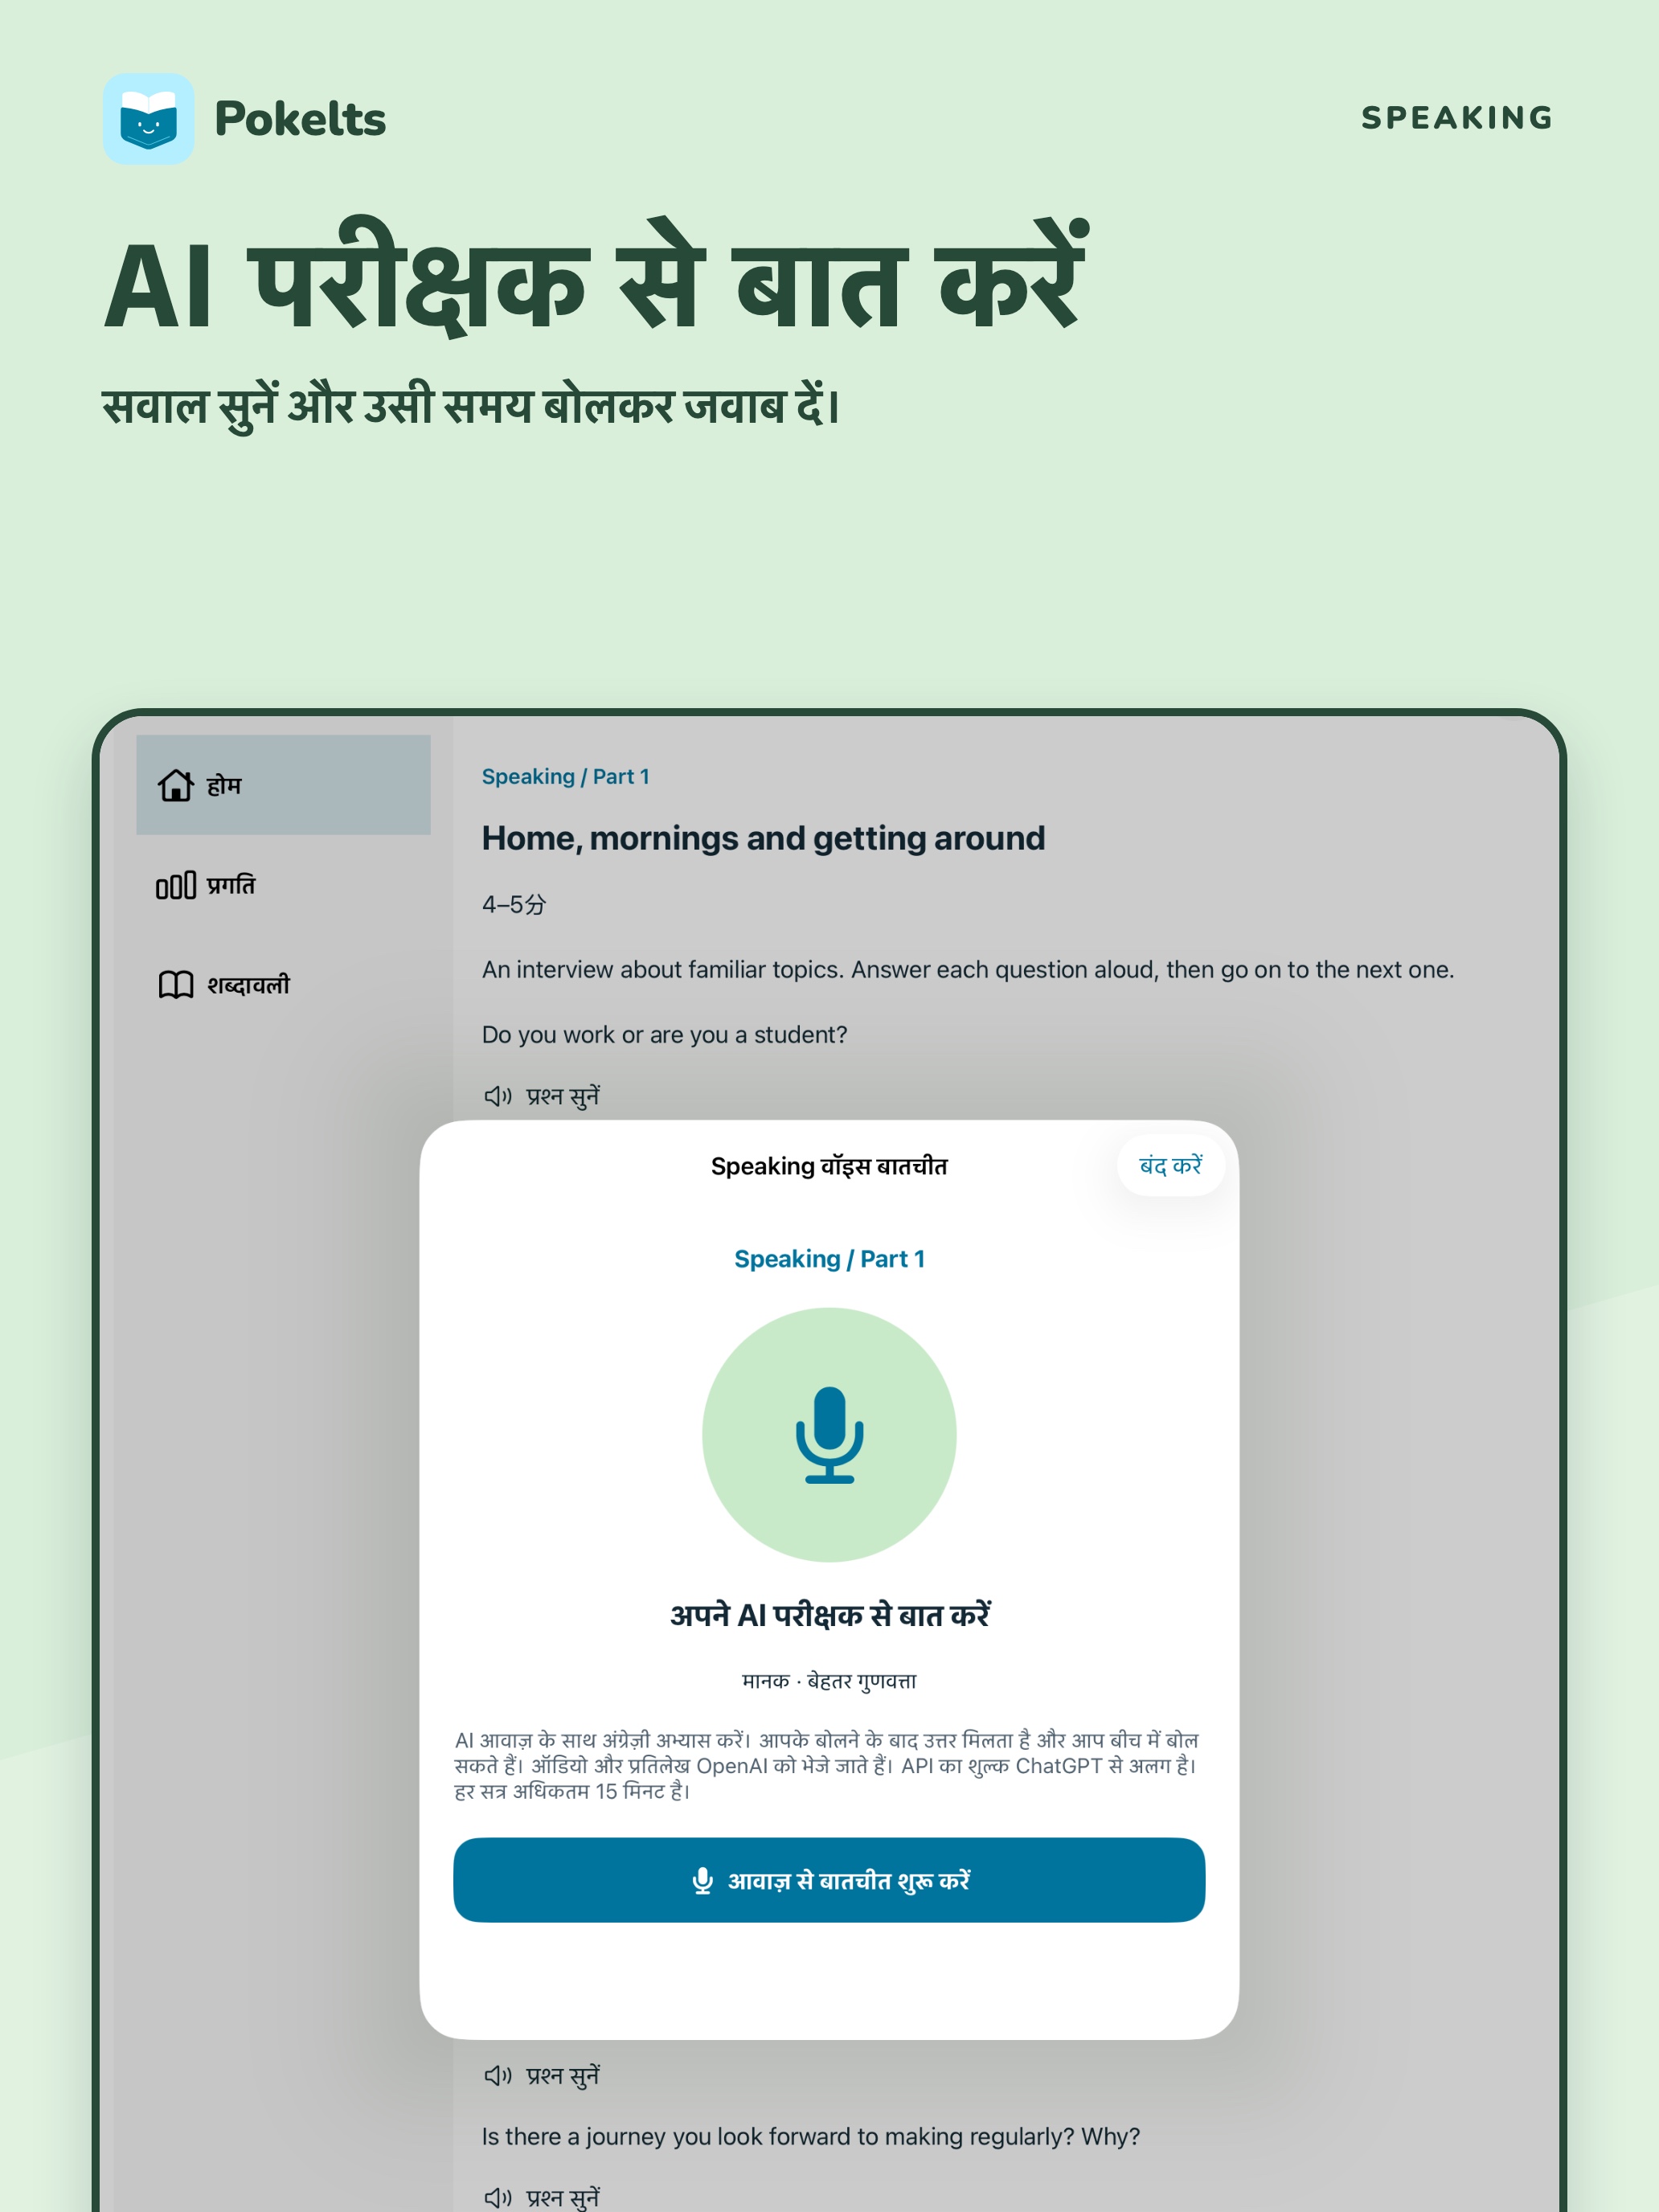 Pokelts
SPEAKING
AI परीक्षक से बात करें
सवाल सुनें और उसी समय बोलकर जवाब दें।
होम
प्रगति
शब्दावली
Speaking / Part 1
Home, mornings and getting around
4–5分
An interview about familiar topics. Answer each question aloud, then go on to the next one.
Do you work or are you a student?
प्रश्न सुनें
Speaking वॉइस बातचीत
बंद करें
Speaking / Part 1
अपने AI परीक्षक से बात करें
मानक · बेहतर गुणवत्ता
AI आवाज़ के साथ अंग्रेज़ी अभ्यास करें। आपके बोलने के बाद उत्तर मिलता है और आप बीच में बोल
सकते हैं। ऑडियो और प्रतिलेख OpenAI को भेजे जाते हैं। API का शुल्क ChatGPT से अलग है।
हर सत्र अधिकतम 15 मिनट है।
आवाज़ से बातचीत शुरू करें
प्रश्न सुनें
Is there a journey you look forward to making regularly? Why?
प्रश्न सुनें